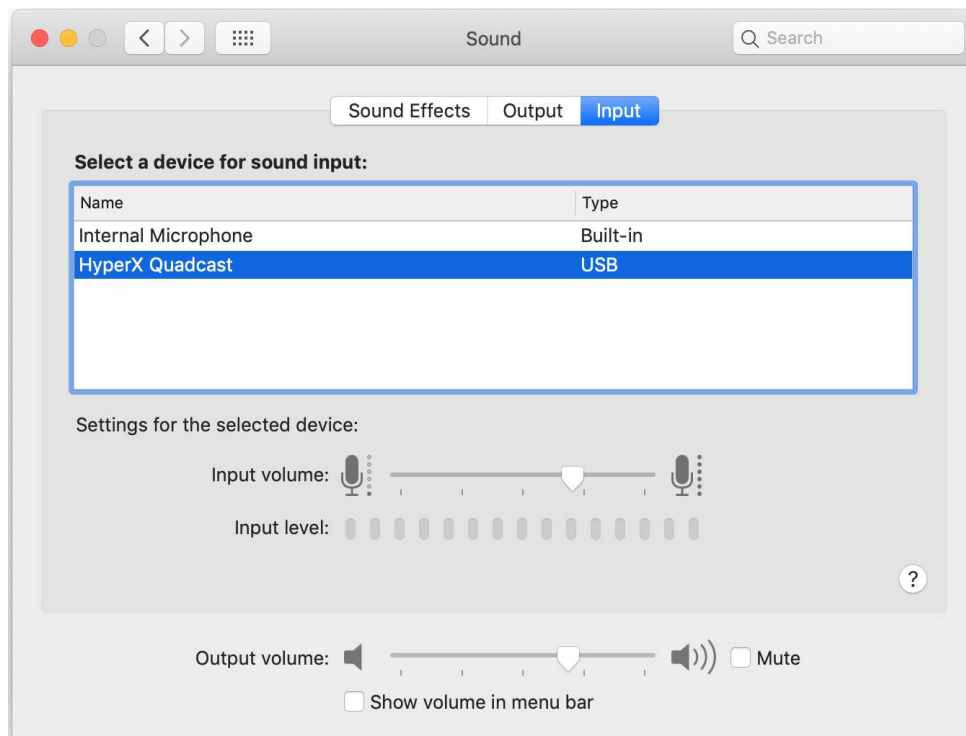 Sound
Search
Sound Effects Output Input
Select a device for sound input:
Name Type
Internal Microphone Built-in
HyperX Quadcast USB
Settings for the selected device:
Input volume:
Input level:
?
Output volume: Mute
Show volume in menu bar